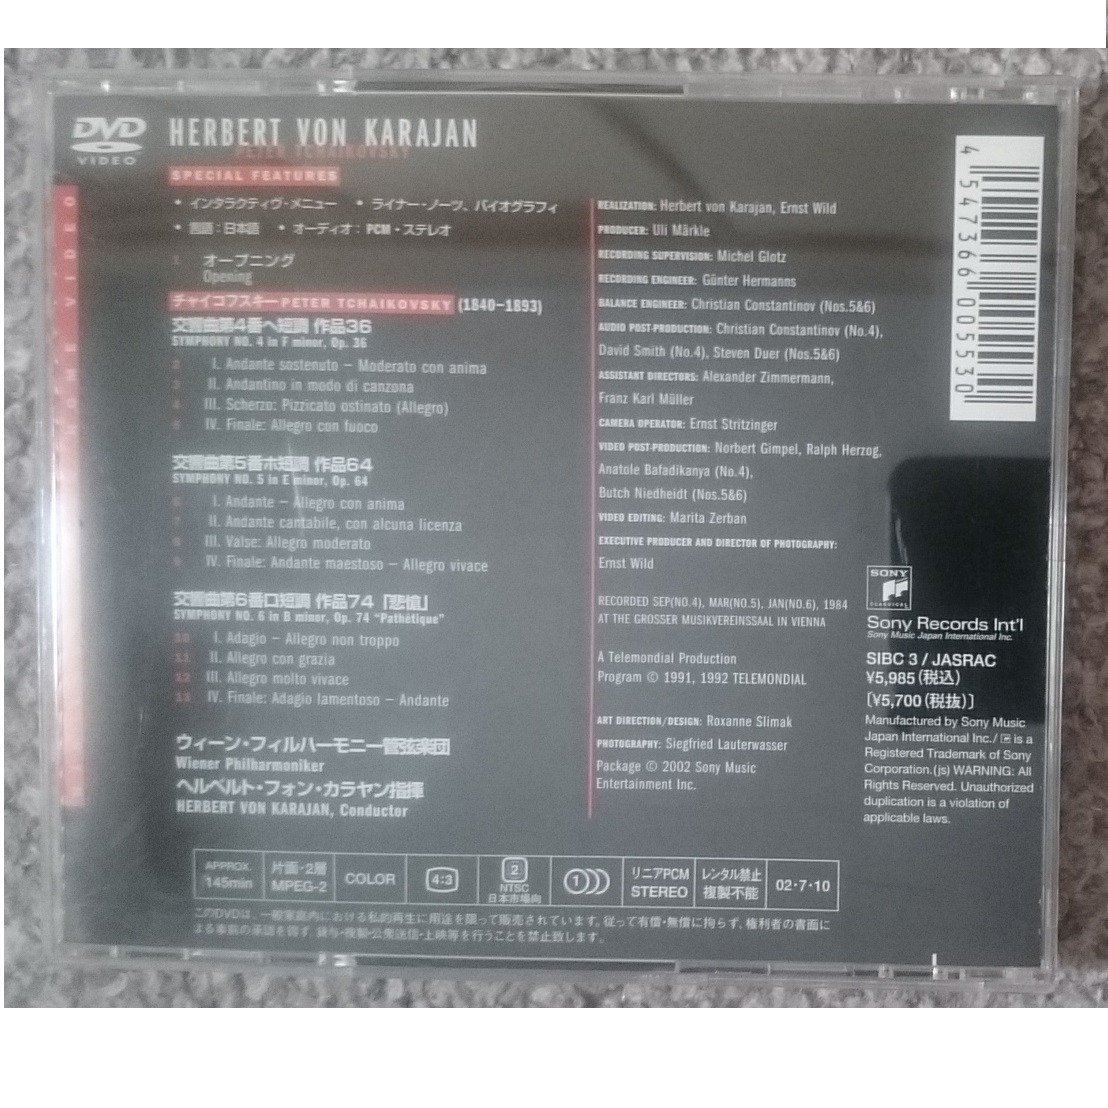 DVD
VIDEO
HERBERT VON KARAJAN
PETER TCHAIKOVSKY
SPECIAL FEATURES
• インタラクティヴ・メニュー • ライナー・ノーツ、バイオグラフィ
• 言語：日本語 • オーディオ：PCM・ステレオ
1 オープニング
Opening
チャイコフスキー PETER TCHAIKOVSKY (1840–1893)
交響曲第4番ヘ短調 作品36
SYMPHONY NO. 4 in F minor, Op. 36
2 I. Andante sostenuto – Moderato con anima
3 II. Andantino in modo di canzona
4 III. Scherzo: Pizzicato ostinato (Allegro)
5 IV. Finale: Allegro con fuoco
交響曲第5番ホ短調 作品64
SYMPHONY NO. 5 in E minor, Op. 64
6 I. Andante – Allegro con anima
7 II. Andante cantabile, con alcuna licenza
8 III. Valse: Allegro moderato
9 IV. Finale: Andante maestoso – Allegro vivace
交響曲第6番ロ短調 作品74「悲愴」
SYMPHONY NO. 6 in B minor, Op. 74 "Pathétique"
10 I. Adagio – Allegro non troppo
11 II. Allegro con grazia
12 III. Allegro molto vivace
13 IV. Finale: Adagio lamentoso – Andante
ウィーン・フィルハーモニー管弦楽団
Wiener Philharmoniker
ヘルベルト・フォン・カラヤン指揮
HERBERT VON KARAJAN, Conductor
REALIZATION: Herbert von Karajan, Ernst Wild
PRODUCER: Uli Märkle
RECORDING SUPERVISION: Michel Glotz
RECORDING ENGINEER: Günter Hermanns
BALANCE ENGINEER: Christian Constantinov (Nos.5&6)
AUDIO POST-PRODUCTION: Christian Constantinov (No.4),
David Smith (No.4), Steven Duer (Nos.5&6)
ASSISTANT DIRECTORS: Alexander Zimmermann,
Franz Karl Müller
CAMERA OPERATOR: Ernst Stritzinger
VIDEO POST-PRODUCTION: Norbert Gimpel, Ralph Herzog,
Anatole Bafadikanya (No.4),
Butch Niedheidt (Nos.5&6)
VIDEO EDITING: Marita Zerban
EXECUTIVE PRODUCER AND DIRECTOR OF PHOTOGRAPHY:
Ernst Wild
RECORDED SEP(NO.4), MAR(NO.5), JAN(NO.6), 1984
AT THE GROSSER MUSIKVEREINSSAAL IN VIENNA
A Telemondial Production
Program © 1991, 1992 TELEMONDIAL
ART DIRECTION/DESIGN: Roxanne Slimak
PHOTOGRAPHY: Siegfried Lauterwasser
Package © 2002 Sony Music
Entertainment Inc.
4 547366 005530
SONY
CLASSICAL
Sony Records Int'l
Sony Music Japan International Inc.
SIBC 3 / JASRAC
¥5,985(税込)
〔¥5,700(税抜)〕
Manufactured by Sony Music
Japan International Inc./ is a
Registered Trademark of Sony
Corporation.(js) WARNING: All
Rights Reserved. Unauthorized
duplication is a violation of
applicable laws.
APPROX. 145min
片面・2層 MPEG-2
COLOR
4:3
2 NTSC 日本市場向
1
リニアPCM STEREO
レンタル禁止 複製不能
02・7・10
このDVDは、一般家庭内における私的再生に用途を限って販売されています。従って有償・無償に拘らず、権利者の書面に
よる事前の承諾を得ず、貸与・複製・公衆送信・上映等を行うことを禁止致します。